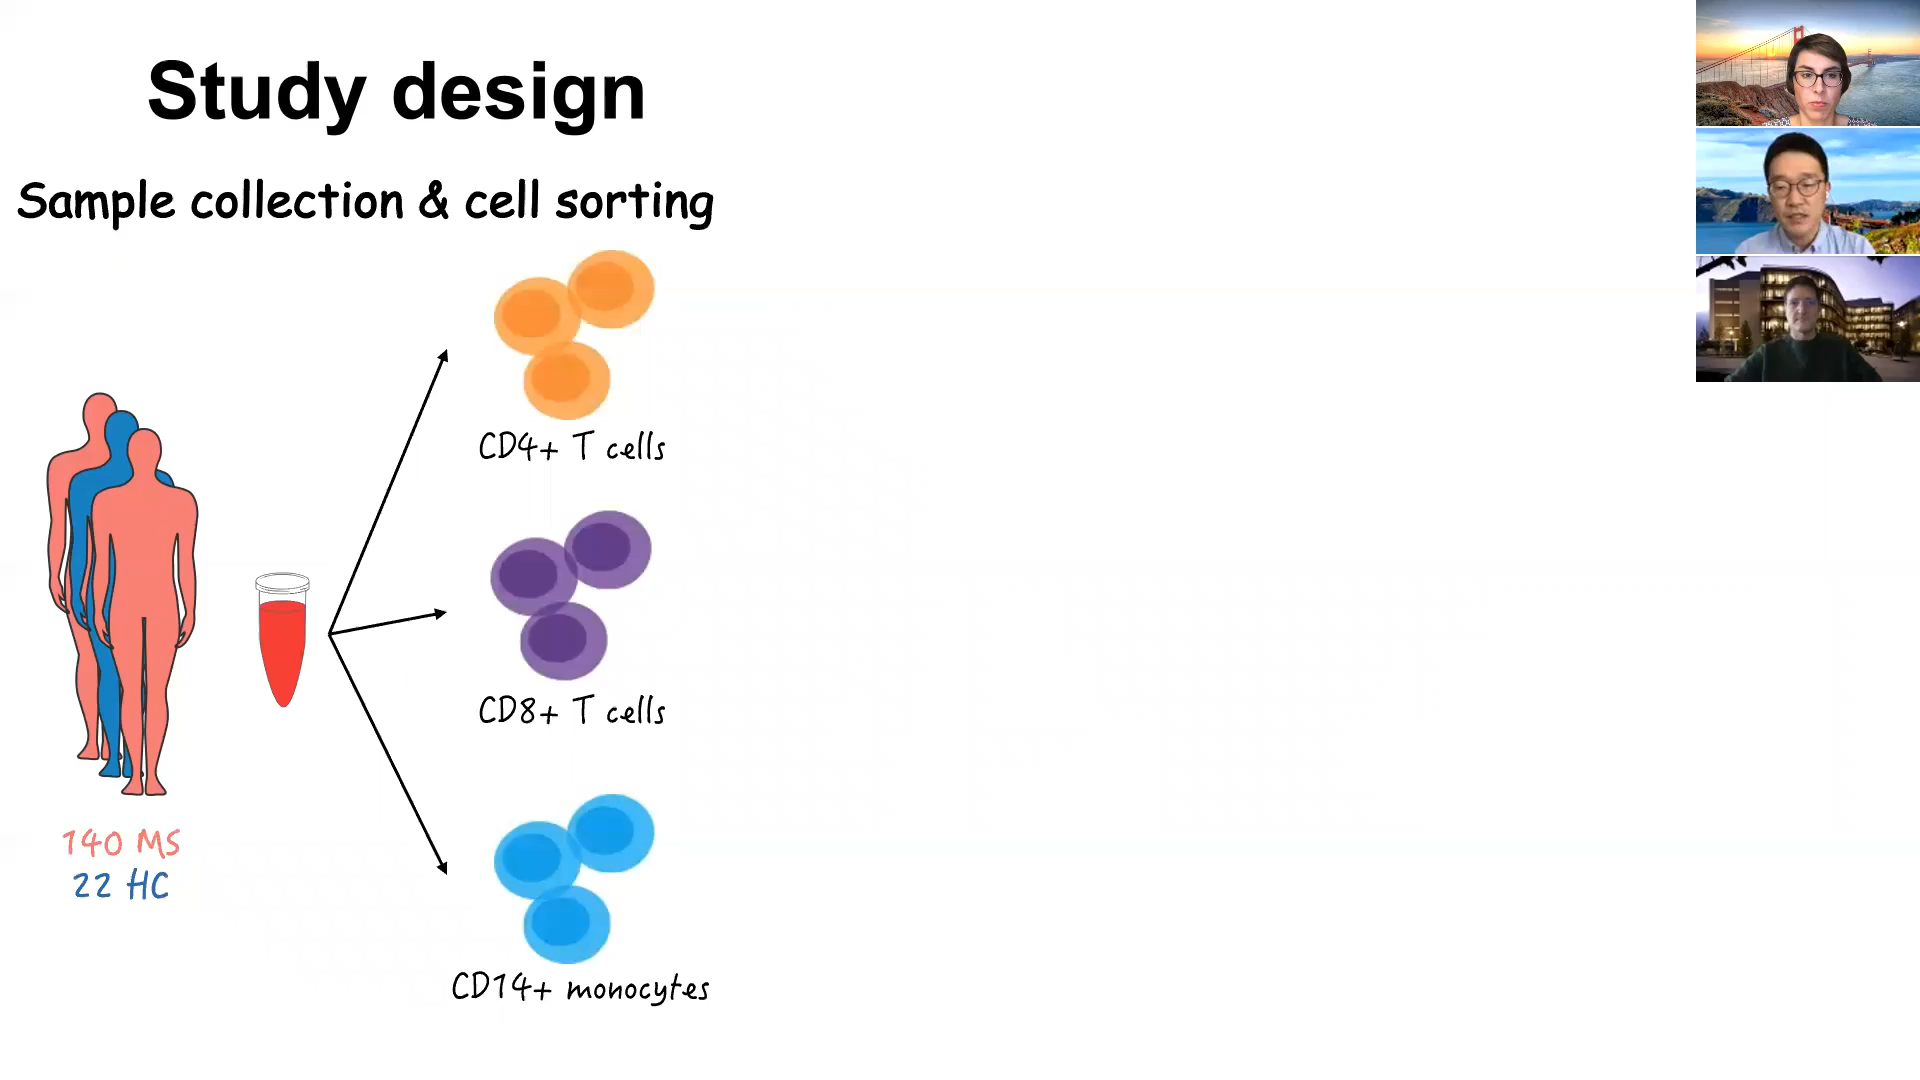 Study design
Sample collection & cell sorting
CD4+ T cells
CD8+ T cells
140 MS
22 HC
CD14+ monocytes